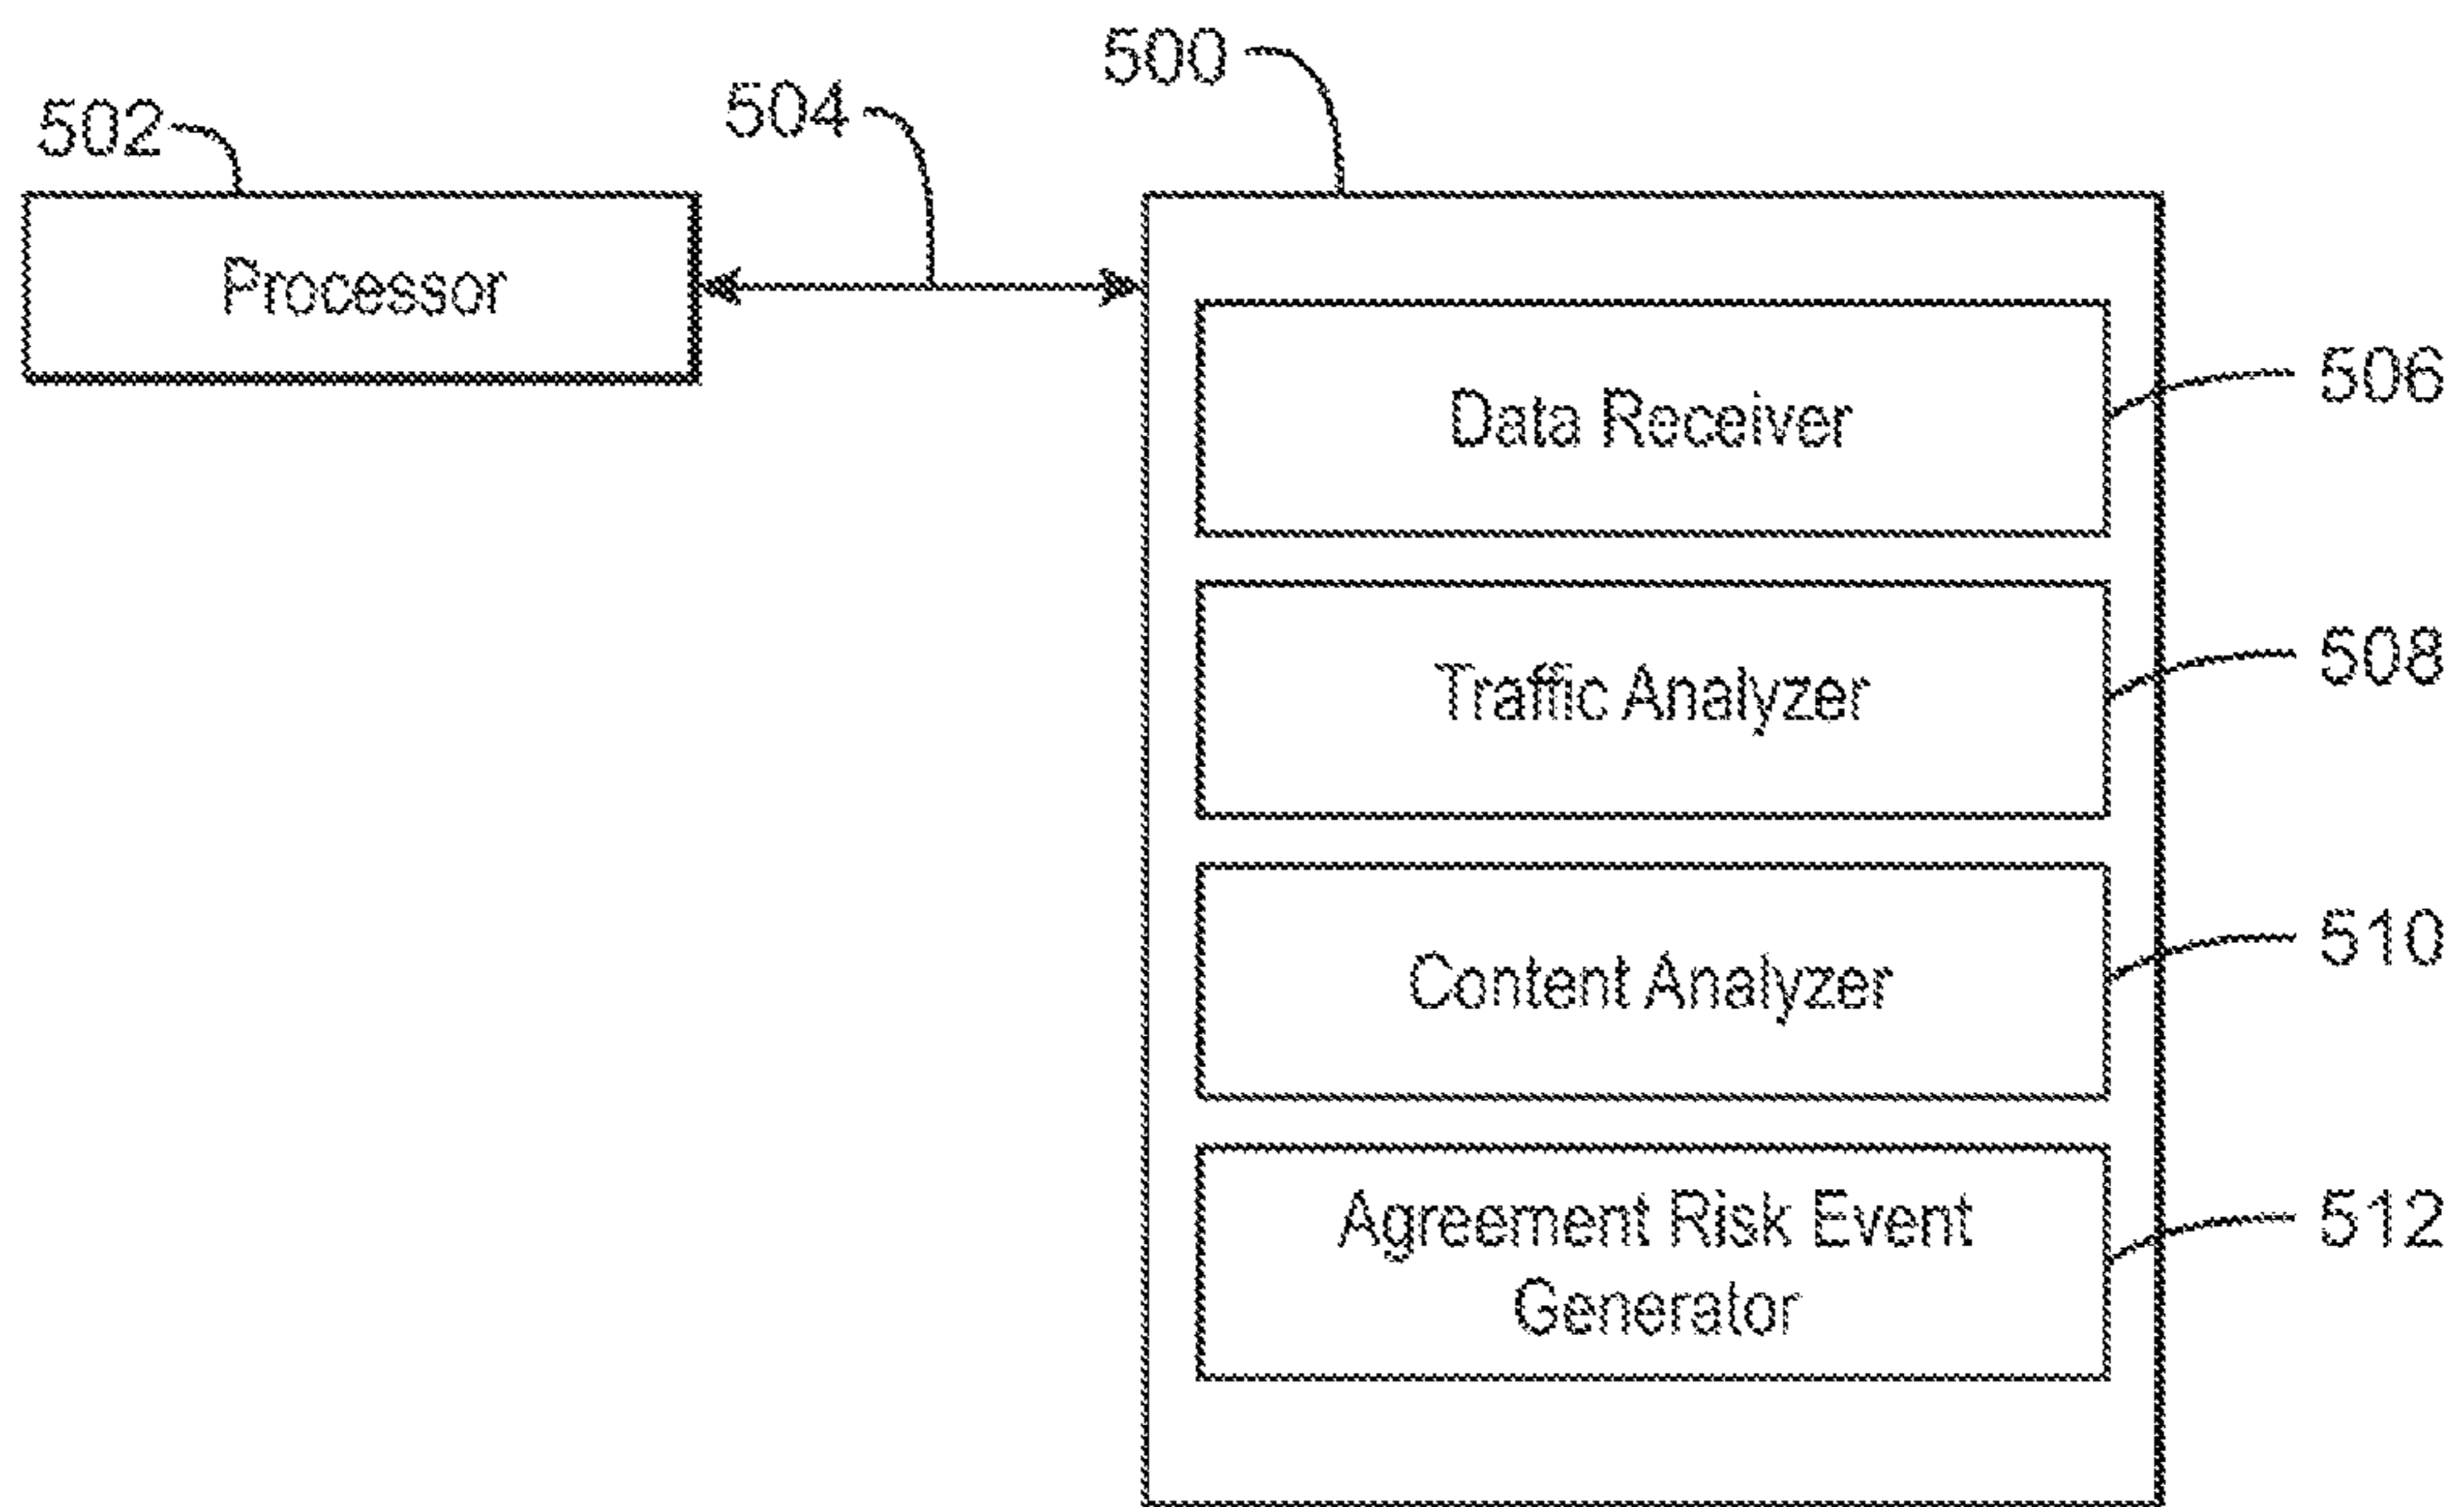 500
504
502
Processor
Data Receiver
506
Traffic Analyzer
508
Content Analyzer
510
Agreement Risk Event
Generator
512